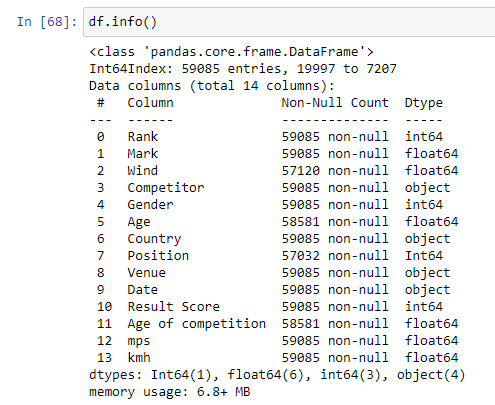 In [68]: df.info()
<class 'pandas.core.frame.DataFrame'>
Int64Index: 59085 entries, 19997 to 7207
Data columns (total 14 columns):
 #   Column              Non-Null Count  Dtype
---  ------              --------------  -----
 0   Rank                59085 non-null  int64
 1   Mark                59085 non-null  float64
 2   Wind                57120 non-null  float64
 3   Competitor          59085 non-null  object
 4   Gender              59085 non-null  int64
 5   Age                 58581 non-null  float64
 6   Country             59085 non-null  object
 7   Position            57032 non-null  Int64
 8   Venue               59085 non-null  object
 9   Date                59085 non-null  object
 10  Result Score        59085 non-null  int64
 11  Age of competition  58581 non-null  float64
 12  mps                 59085 non-null  float64
 13  kmh                 59085 non-null  float64
dtypes: Int64(1), float64(6), int64(3), object(4)
memory usage: 6.8+ MB